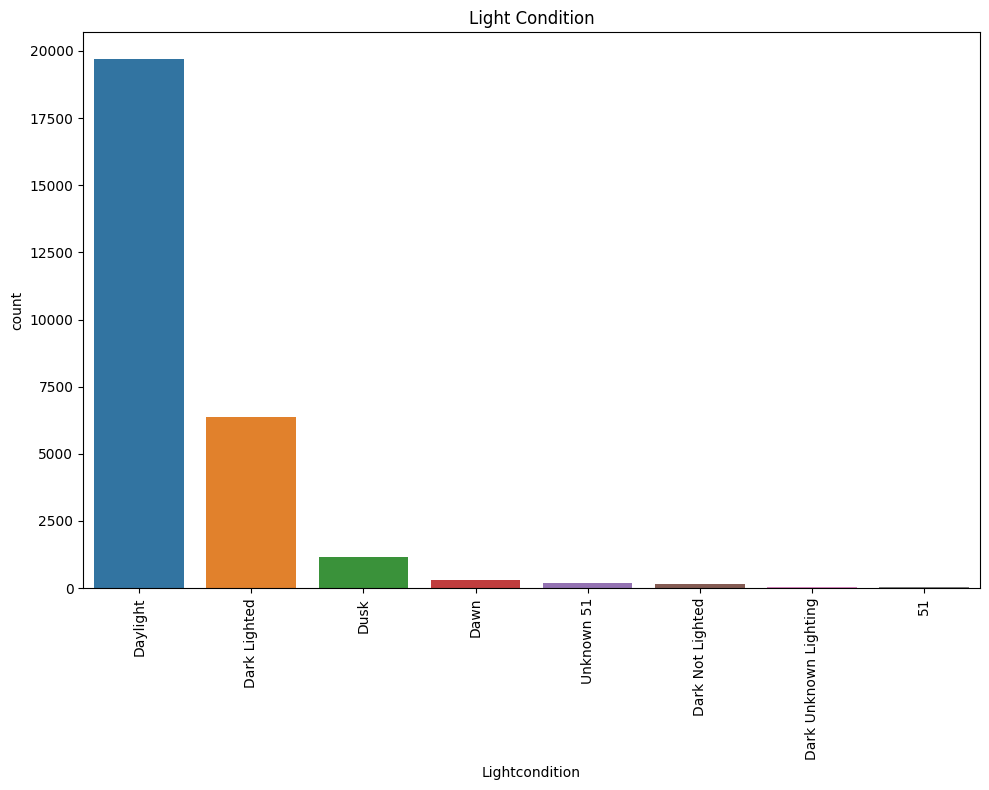 Light Condition
20000
17500
15000
12500
10000
7500
5000
2500
0
count
Daylight
Dark Lighted
Dusk
Dawn
Unknown 51
Dark Not Lighted
Dark Unknown Lighting
51
Lightcondition